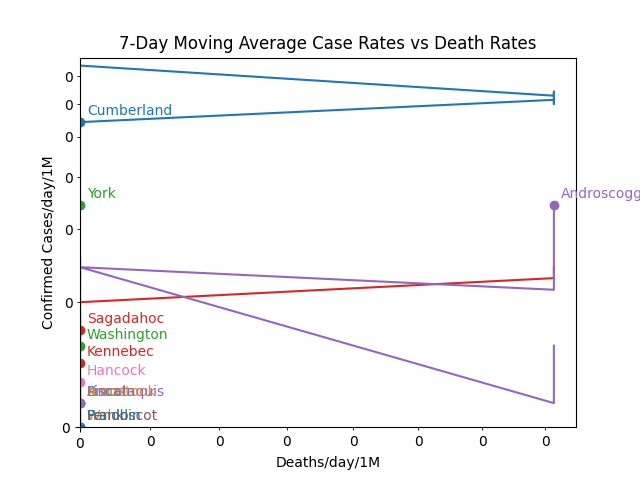 7-Day Moving Average Case Rates vs Death Rates
0
0
Cumberland
0
0
York
Androscogg
0
Confirmed Cases/day/1M
0
Sagadahoc
Washington
Kennebec
Hancock
Piscataquis
Franklin
Penobscot
0
0
0
0
0
0
0
0
0
Deaths/day/1M